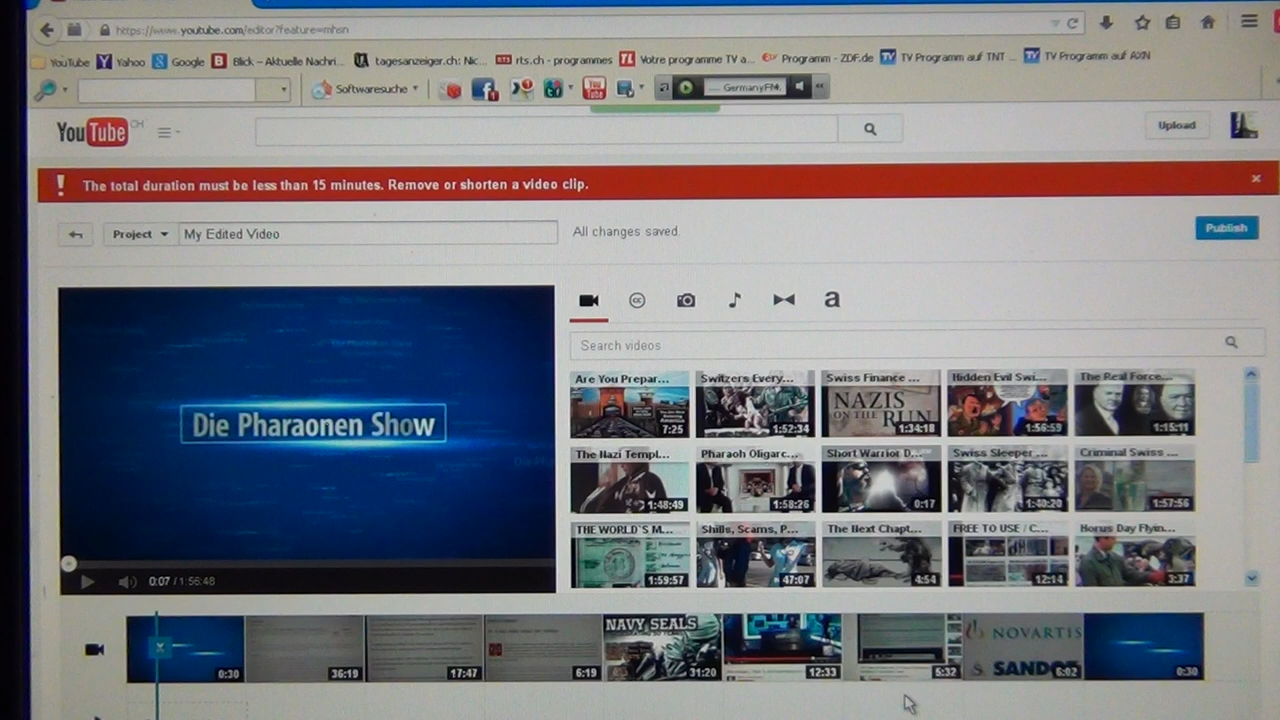 https://www.youtube.com/editor?feature=mhsn
YouTube Yahoo Google Blick – Aktuelle Nachri... tagesanzeiger.ch: Nic... rts.ch - programmes Votre programme TV a... Programm - ZDF.de TV Programm auf TNT ... TV Programm auf AXN
Softwaresuche GermanyFM.
YouTube CH Upload
The total duration must be less than 15 minutes. Remove or shorten a video clip.
Project My Edited Video All changes saved. Publish
Search videos
Are You Prepar... Switzers Every... Swiss Finance ... Hidden Evil Swi... The Real Force...
NAZIS
ON THE RUN
7:25 1:52:34 1:34:18 1:56:59 1:15:11
Die Pharaonen Show
The Nazi Templ... Pharaoh Oligarc... Short Warrior D... Swiss Sleeper ... Criminal Swiss ...
1:48:49 1:58:26 0:17 1:40:20 1:57:56
THE WORLD'S M... Shills, Scams, P... The Next Chapt... FREE TO USE / C... Horus Day Flyin...
1:59:57 47:07 4:54 12:14 3:37
0:07 / 1:56:48
NAVY SEALS
NOVARTIS
SANDOZ
0:30 36:19 17:47 6:19 31:20 12:33 5:32 6:02 0:30